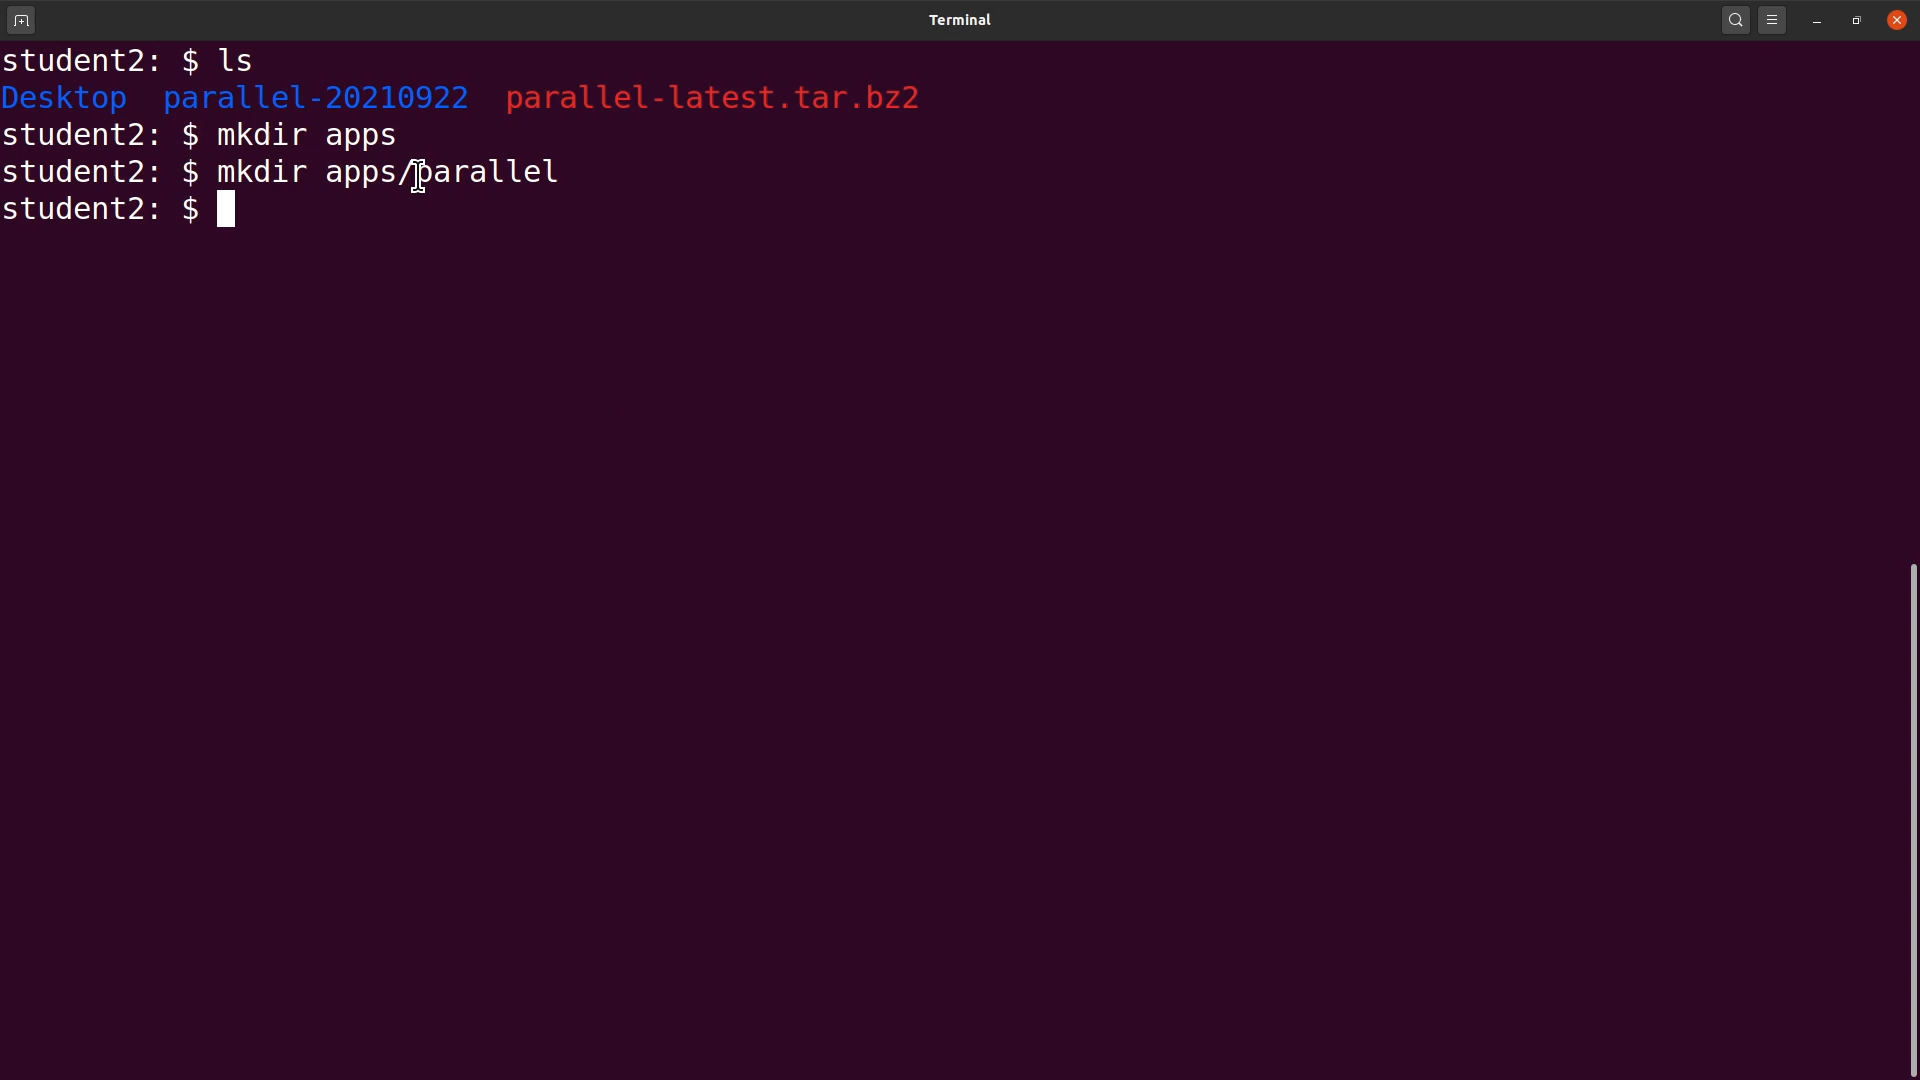 Terminal
student2: $ ls
Desktop  parallel-20210922  parallel-latest.tar.bz2
student2: $ mkdir apps
student2: $ mkdir apps/parallel
student2: $